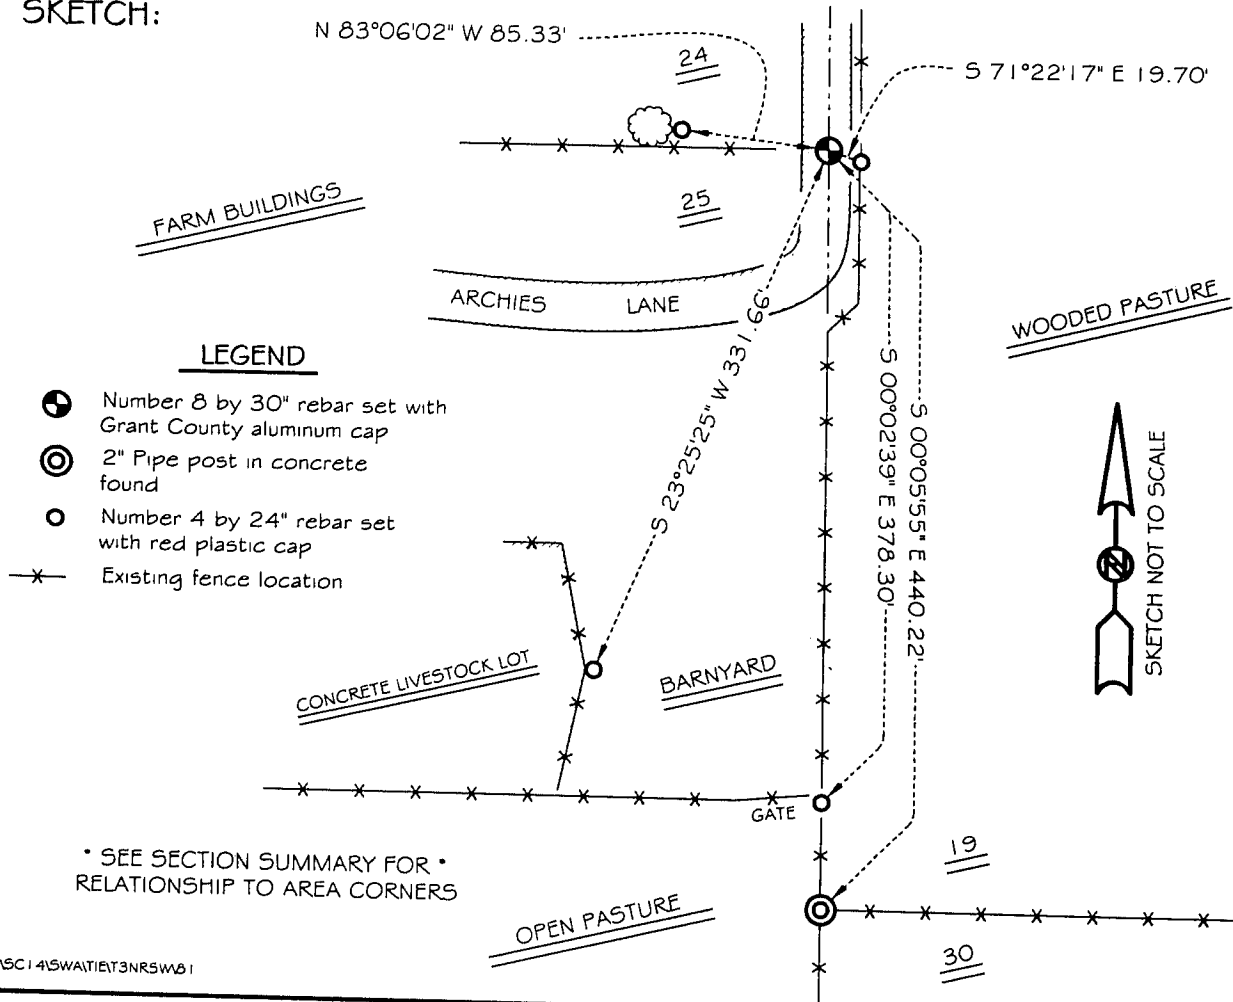 SKETCH:
N 83°06'02" W 85.33'
24
S 71°22'17" E 19.70'
25
FARM BUILDINGS
ARCHIES LANE
WOODED PASTURE
S 23°25'25" W 331.66'
S 00°02'39" E 378.30'
S 00°05'55" E 440.22'
LEGEND
Number 8 by 30" rebar set with
Grant County aluminum cap
2" Pipe post in concrete
found
Number 4 by 24" rebar set
with red plastic cap
Existing fence location
N
SKETCH NOT TO SCALE
CONCRETE LIVESTOCK LOT
BARNYARD
GATE
* SEE SECTION SUMMARY FOR *
RELATIONSHIP TO AREA CORNERS
19
OPEN PASTURE
30